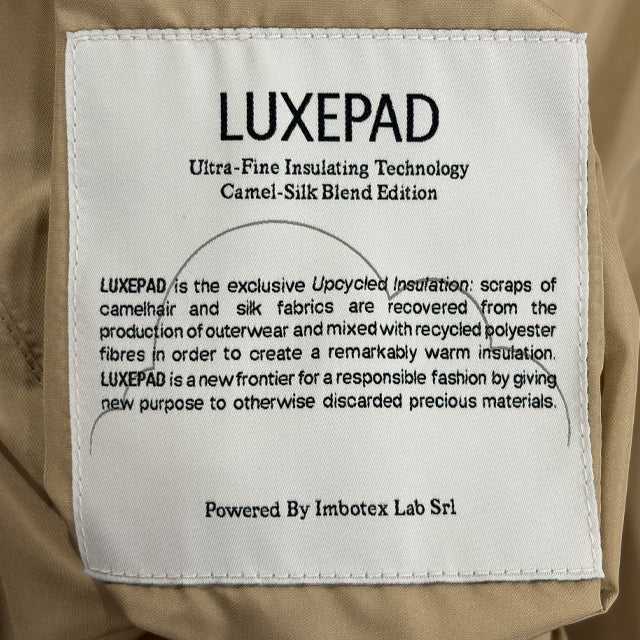 LUXEPAD
Ultra-Fine Insulating Technology
Camel-Silk Blend Edition
LUXEPAD is the exclusive Upcycled Insulation: scraps of
camelhair and silk fabrics are recovered from the
production of outerwear and mixed with recycled polyester
fibres in order to create a remarkably warm insulation.
LUXEPAD is a new frontier for a responsible fashion by giving
new purpose to otherwise discarded precious materials.
Powered By Imbotex Lab Srl